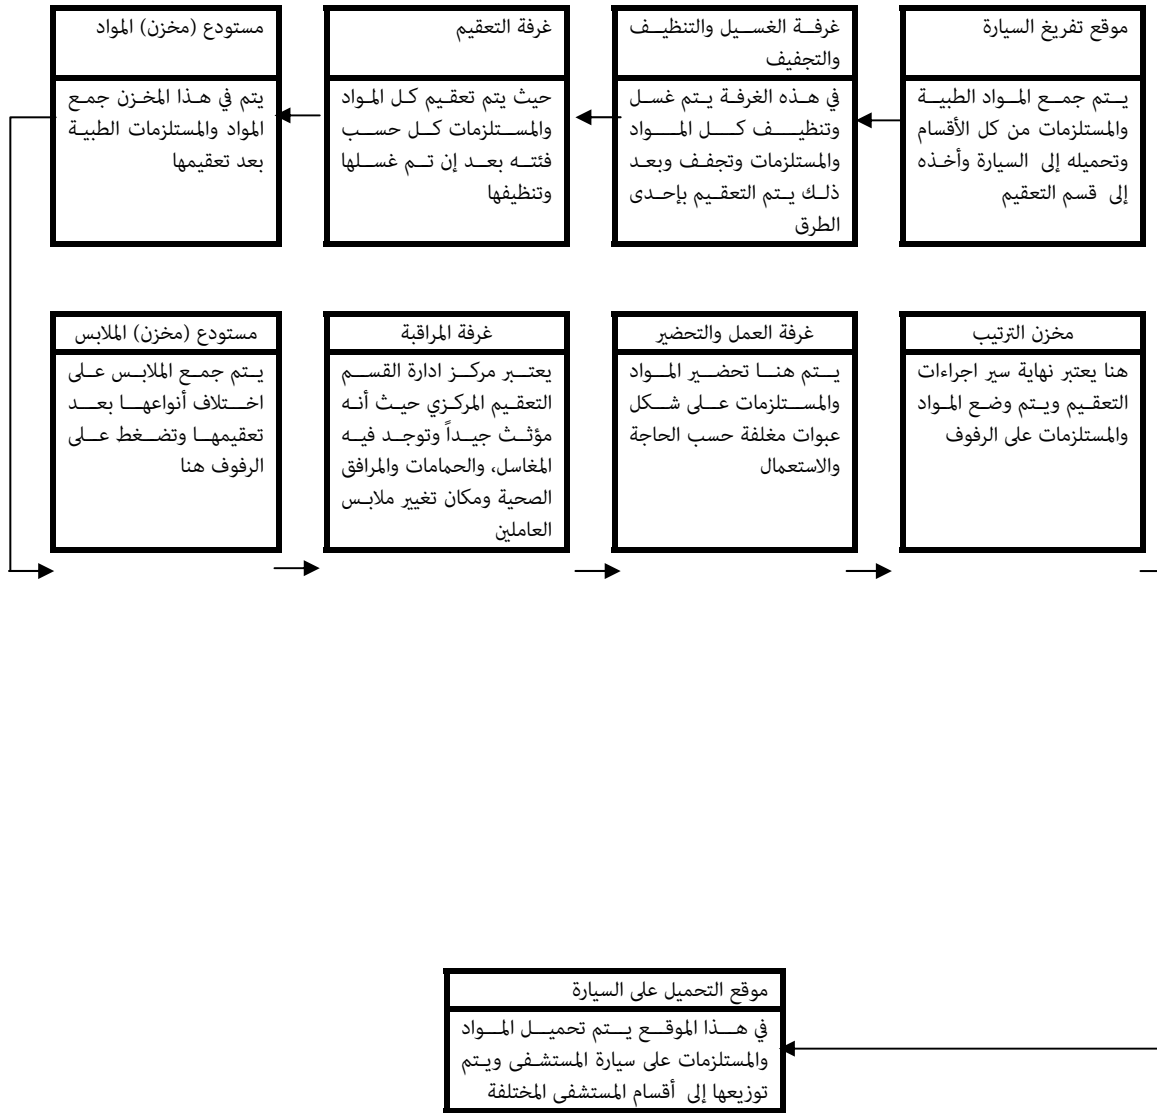 موقع تفريغ السيارة
يتم جمع المواد الطبية
والمستلزمات من كل الأقسام
وتحميله إلى السيارة وأخذه
إلى قسم التعقيم
غرفة الغسيل والتنظيف
والتجفيف
في هذه الغرفة يتم غسل
وتنظيف كل المواد
والمستلزمات وتجفف وبعد
ذلك يتم التعقيم بإحدى
الطرق
غرفة التعقيم
حيث يتم تعقيم كل المواد
والمستلزمات كل حسب
فئته بعد إن تم غسلها
وتنظيفها
مستودع (مخزن) المواد
يتم في هذا المخزن جمع
المواد والمستلزمات الطبية
بعد تعقيمها
مستودع (مخزن) الملابس
يتم جمع الملابس على
اختلاف أنواعها بعد
تعقيمها وتضغط على
الرفوف هنا
غرفة المراقبة
يعتبر مركز ادارة القسم
التعقيم المركزي حيث أنه
مؤثث جيداً وتوجد فيه
المغاسل، والحمامات والمرافق
الصحية ومكان تغيير ملابس
العاملين
غرفة العمل والتحضير
يتم هنا تحضير المواد
والمستلزمات على شكل
عبوات مغلفة حسب الحاجة
والاستعمال
مخزن الترتيب
هنا يعتبر نهاية سير اجراءات
التعقيم ويتم وضع المواد
والمستلزمات على الرفوف
موقع التحميل على السيارة
في هذا الموقع يتم تحميل المواد
والمستلزمات على سيارة المستشفى ويتم
توزيعها إلى أقسام المستشفى المختلفة